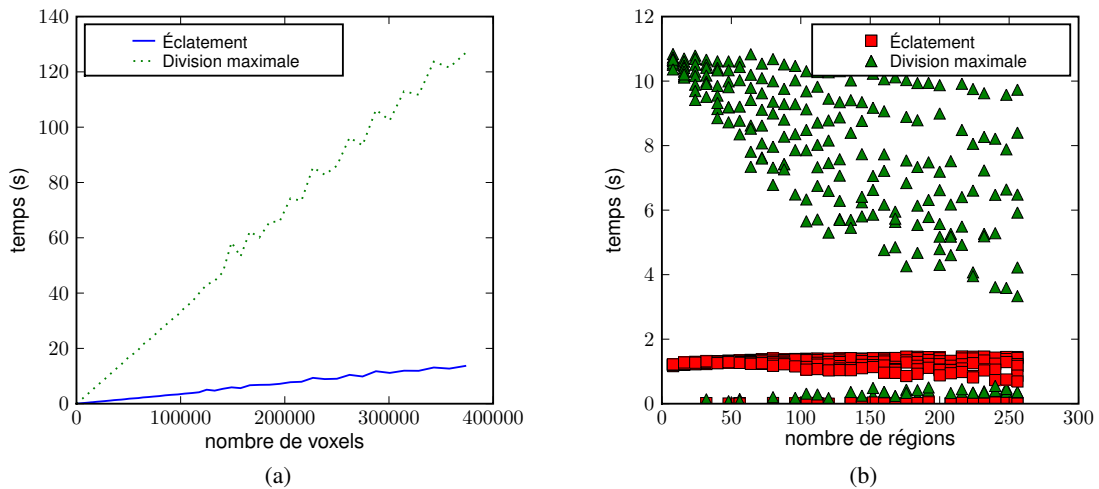 140
120
100
80
60
40
20
0
0
100000
200000
300000
400000
temps (s)
nombre de voxels
Éclatement
Division maximale
(a)
12
10
8
6
4
2
0
0
50
100
150
200
250
300
temps (s)
nombre de régions
Éclatement
Division maximale
(b)